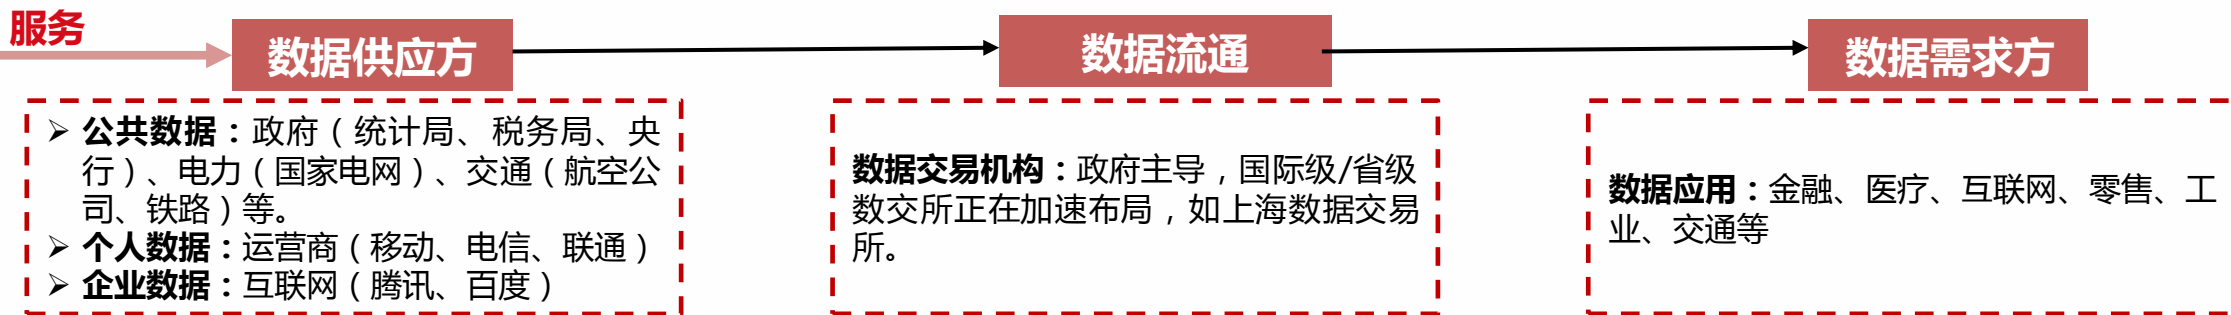 服务
数据供应方
数据流通
数据需求方
➢ 公共数据：政府（统计局、税务局、央
行）、电力（国家电网）、交通（航空公
司、铁路）等。
➢ 个人数据：运营商（移动、电信、联通）
➢ 企业数据：互联网（腾讯、百度）
数据交易机构：政府主导，国际级/省级
数交所正在加速布局，如上海数据交易
所。
数据应用：金融、医疗、互联网、零售、工
业、交通等